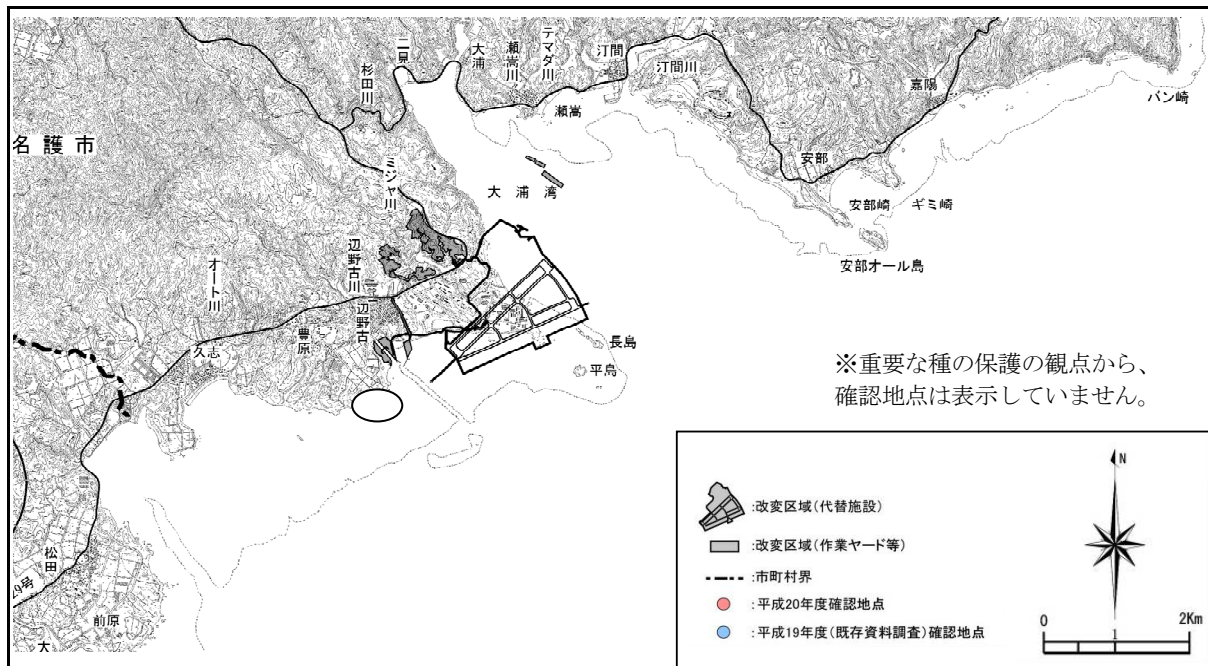 名護市
杉田川
二見
大浦
瀬嵩川
テマダ川
汀間
汀間川
瀬嵩
嘉陽
バン崎
安部
大浦湾
安部崎
ギミ崎
安部オール島
ミジャ川
辺野古川
辺野古
オート川
久志
豊原
長島
平島
松田
前原
大
29号
※重要な種の保護の観点から、
確認地点は表示していません。
:改変区域(代替施設)
:改変区域(作業ヤード等)
:市町村界
:平成20年度確認地点
:平成19年度(既存資料調査)確認地点
N
0 1 2Km